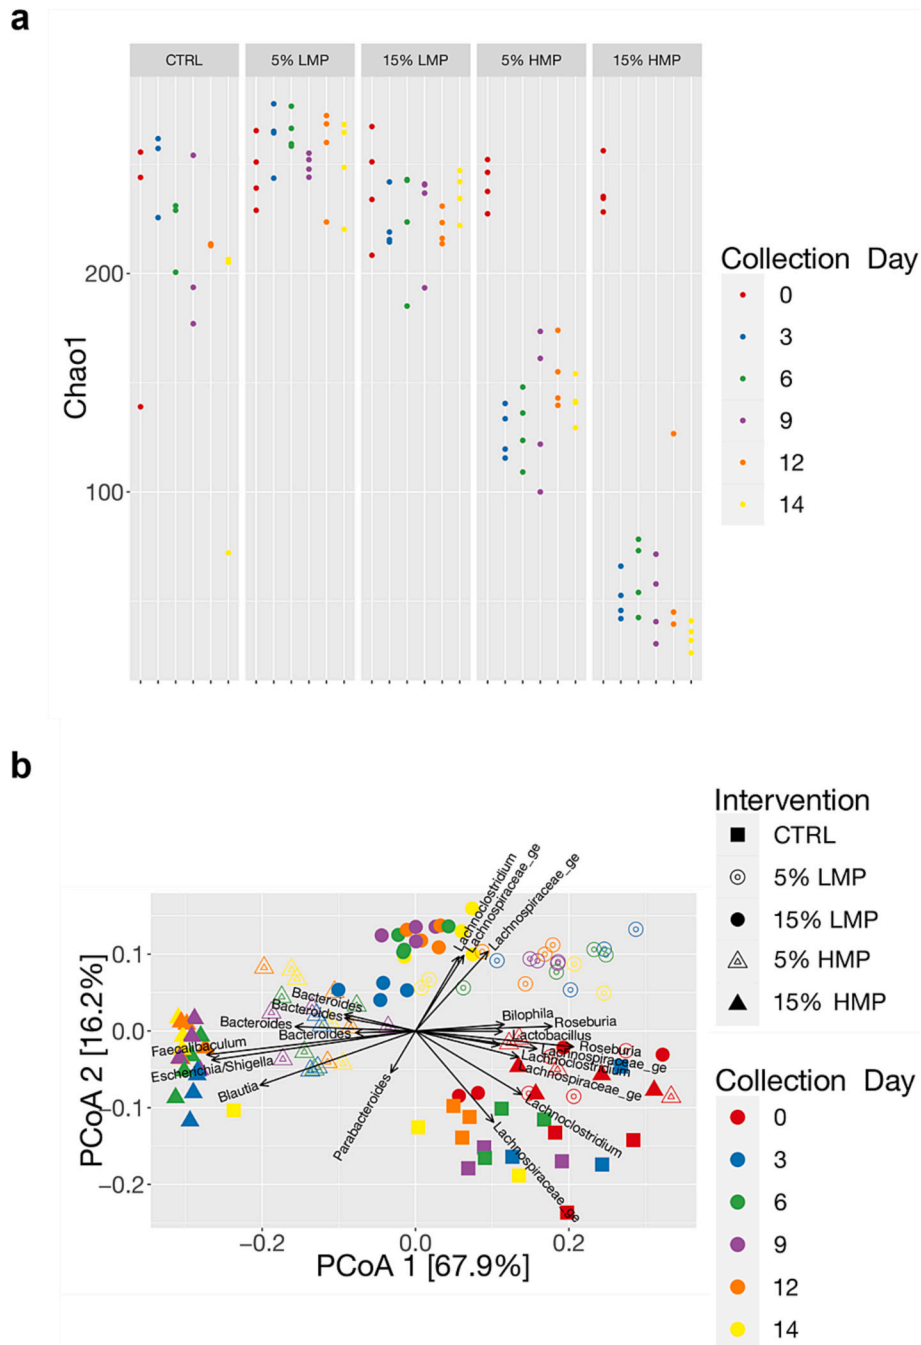 a
CTRL
5% LMP
15% LMP
5% HMP
15% HMP
200
100
Chao1
Collection Day
0
3
6
9
12
14
b
Lachnoclostridium
Lachnospiraceae_ge
Lachnospiraceae_ge
Bacteroides
Bacteroides
Bacteroides
Bacteroides
Bilophila
Roseburia
Lactobacillus
Roseburia
Lachnospiraceae_ge
Lachnoclostridium
Lachnospiraceae_ge
Faecalibaculum
Escherichia/Shigella
Blautia
Parabacteroides
Lachnoclostridium
Lachnospiraceae_ge
0.1
0.0
−0.1
−0.2
PCoA 2 [16.2%]
−0.2
0.0
0.2
PCoA 1 [67.9%]
Intervention
CTRL
5% LMP
15% LMP
5% HMP
15% HMP
Collection Day
0
3
6
9
12
14